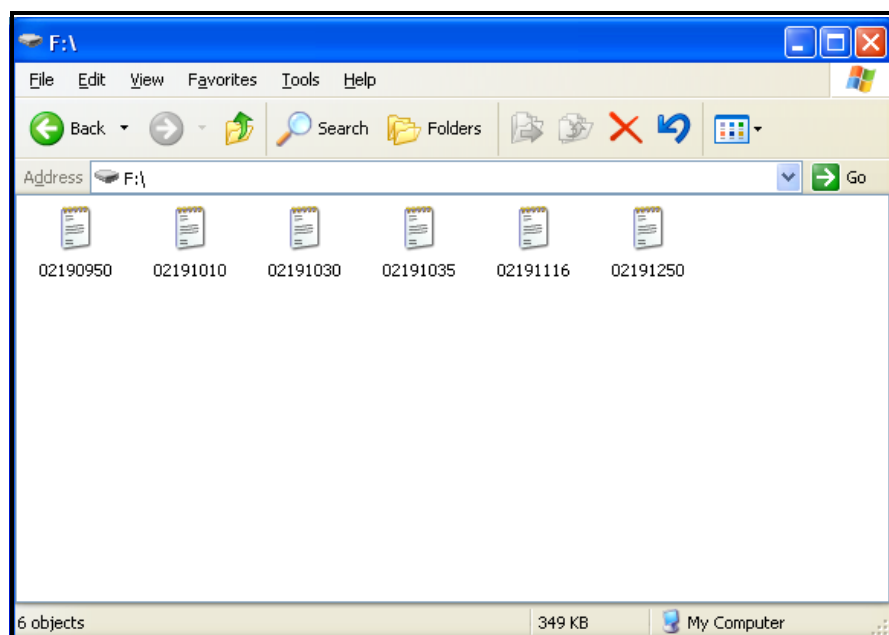 F:\
File Edit View Favorites Tools Help
Back Search Folders
Address F:\ Go
02190950 02191010 02191030 02191035 02191116 02191250
6 objects 349 KB My Computer